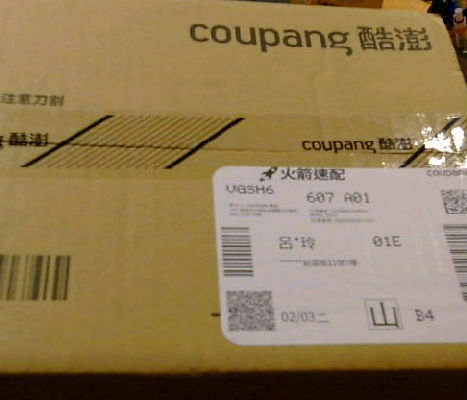 coupang 酷澎
注意刀割
g 酷澎
coupang 酷澎
火箭速配
coupang
VGSH6
607 A01
呂*玲
01E
02/03二
山
B4